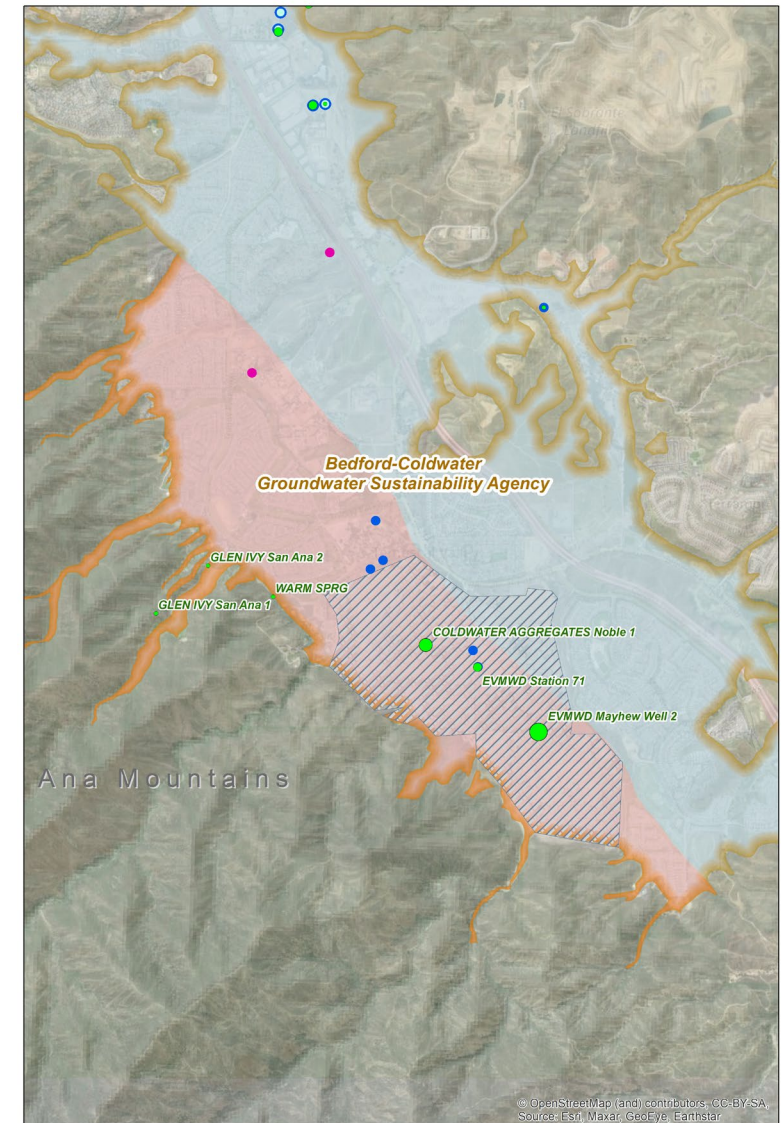 Bedford-Coldwater
Groundwater Sustainability Agency
GLEN IVY San Ana 2
WARM SPRG
GLEN IVY San Ana 1
COLDWATER AGGREGATES Noble 1
EVMWD Station 71
EVMWD Mayhew Well 2
Ana Mountains
© OpenStreetMap (and) contributors, CC-BY-SA,
Source: Esri, Maxar, GeoEye, Earthstar